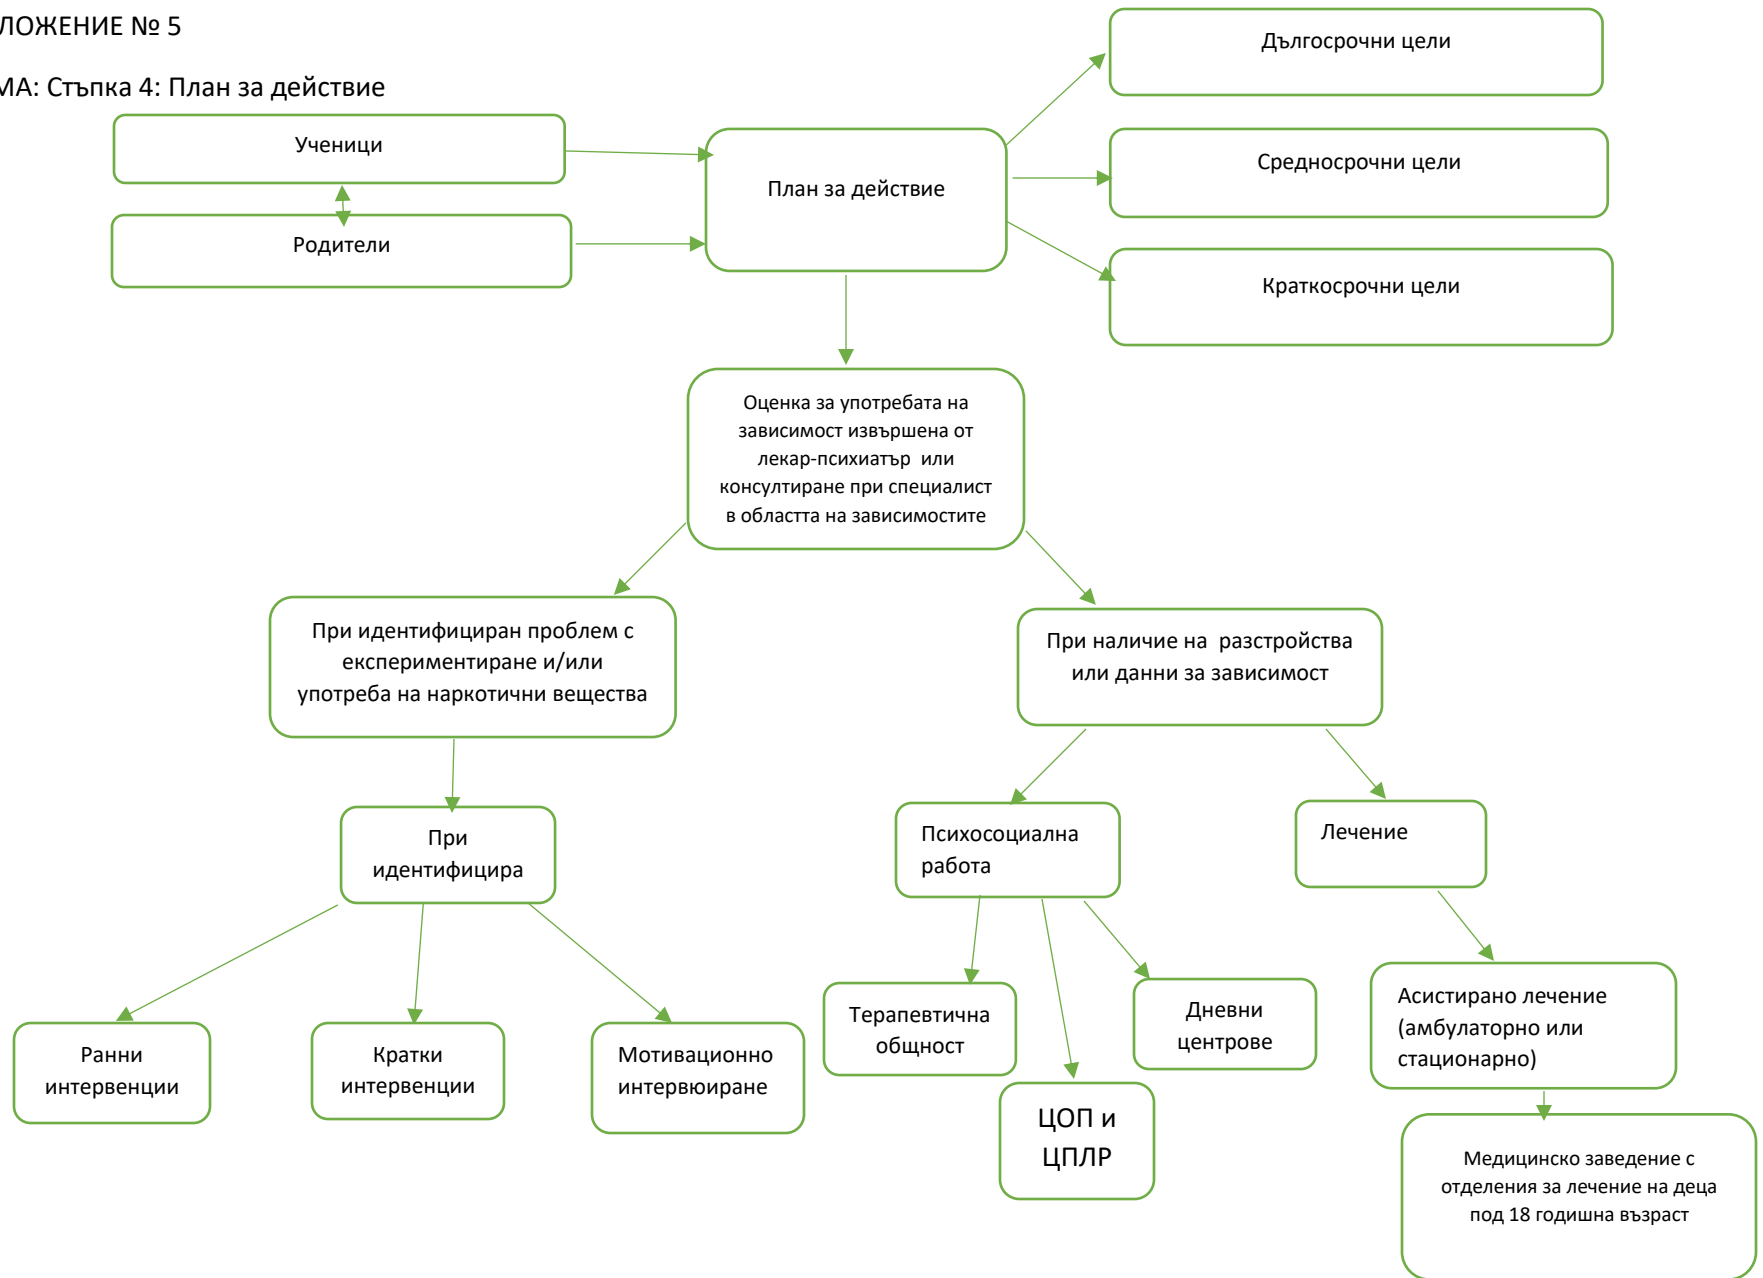 ЛОЖЕНИЕ № 5
МА: Стъпка 4: План за действие
Ученици
Родители
План за действие
Дългосрочни цели
Средносрочни цели
Краткосрочни цели
Оценка за употребата на
зависимост извършена от
лекар-психиатър или
консултиране при специалист
в областта на зависимостите
При идентифициран проблем с
експериментиране и/или
употреба на наркотични вещества
При наличие на разстройства
или данни за зависимост
При
идентифицира
Психосоциална
работа
Лечение
Ранни
интервенции
Кратки
интервенции
Мотивационно
интервюиране
Терапевтична
общност
ЦОП и
ЦПЛР
Дневни
центрове
Асистирано лечение
(амбулаторно или
стационарно)
Медицинско заведение с
отделения за лечение на деца
под 18 годишна възраст